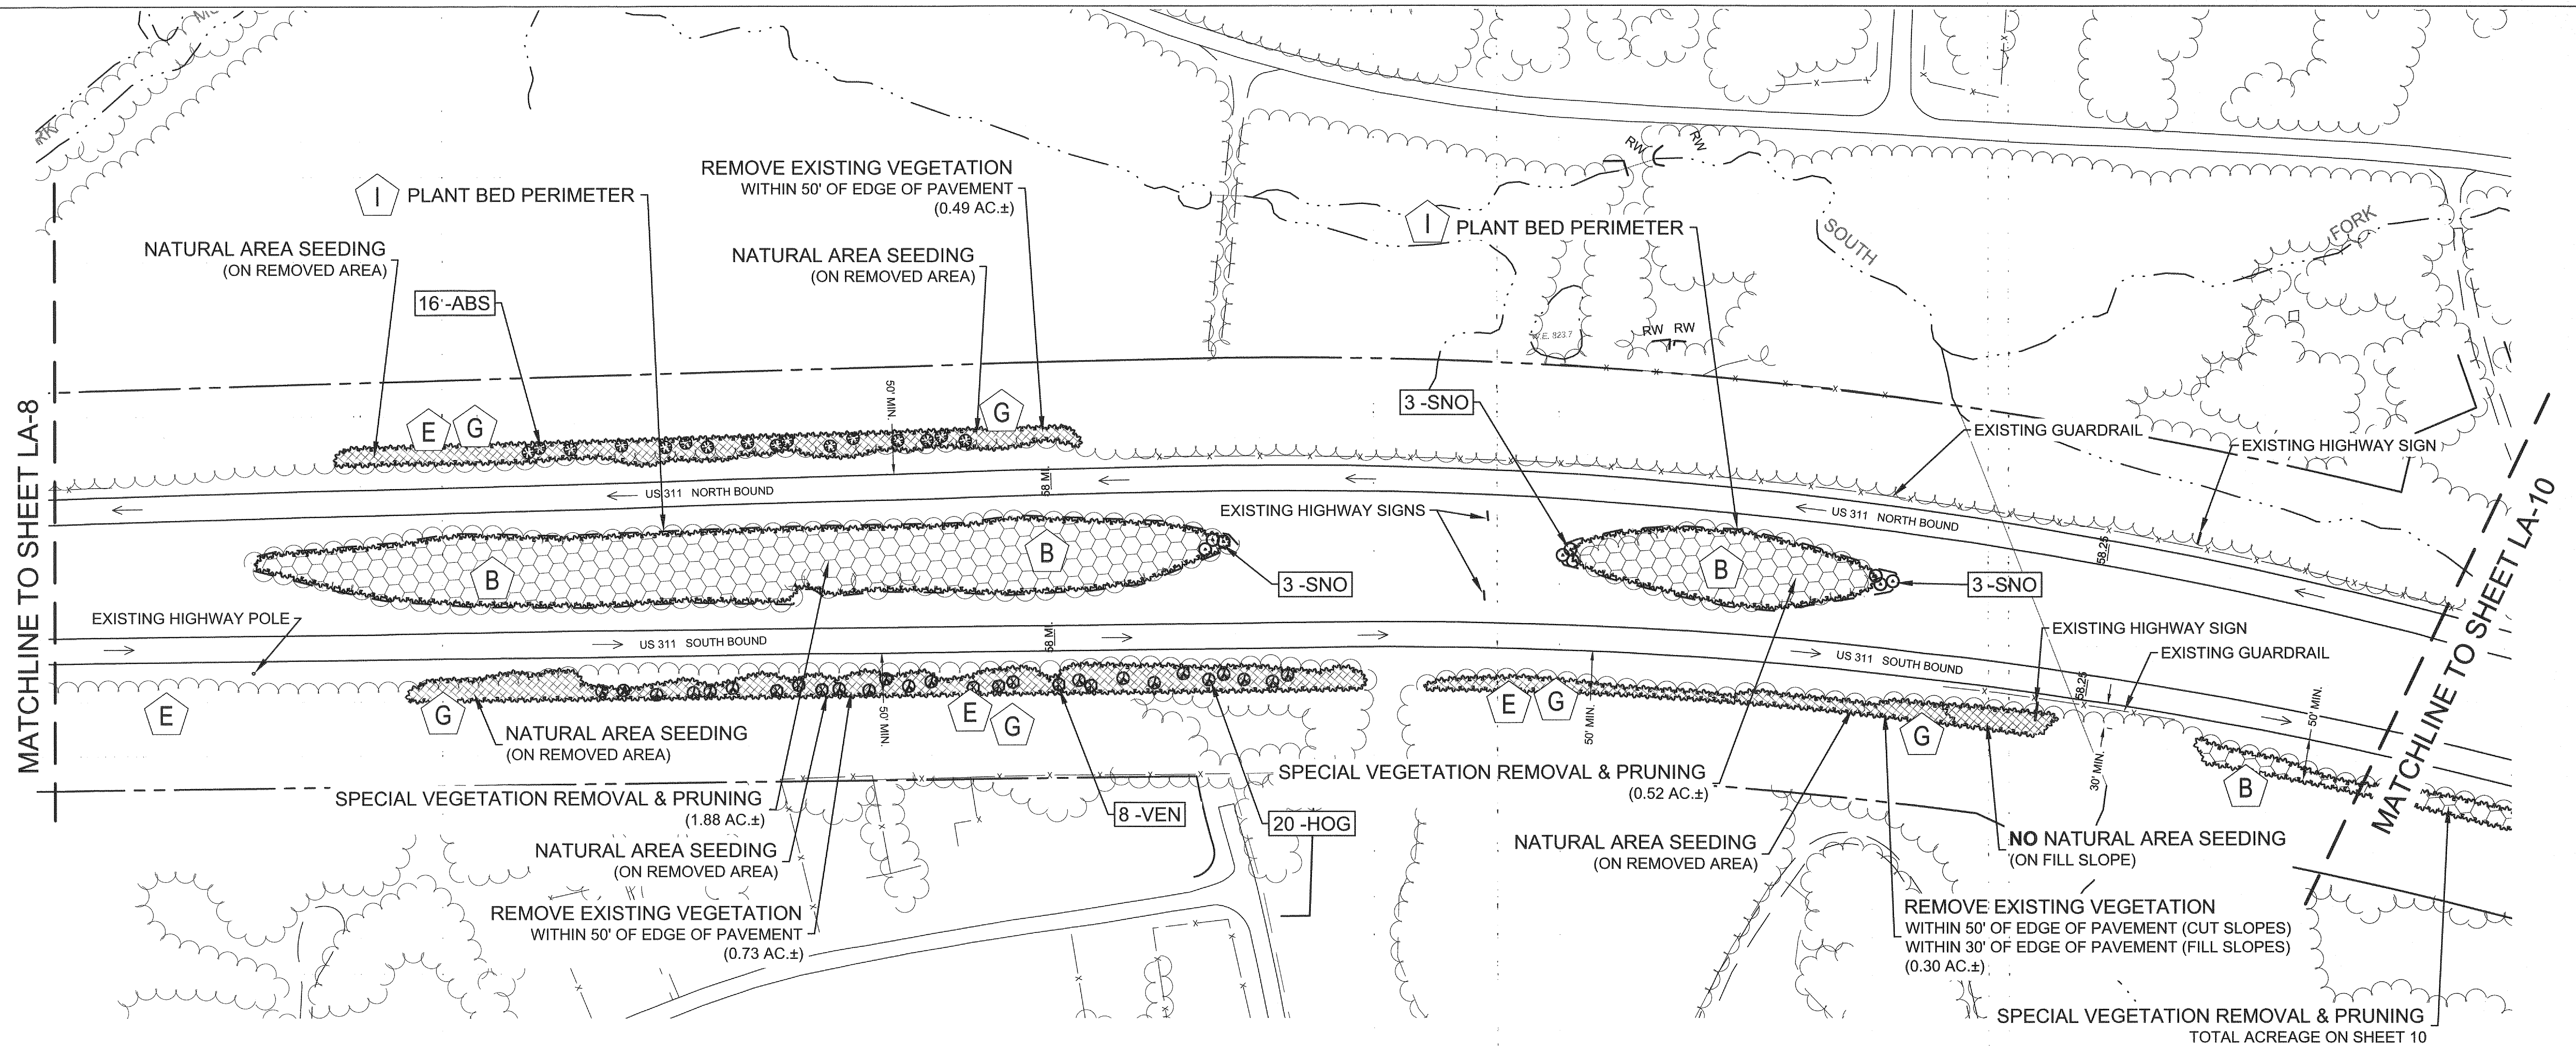 RK
RW
RW
REMOVE EXISTING VEGETATION
WITHIN 50' OF EDGE OF PAVEMENT
(0.49 AC.±)
I
PLANT BED PERIMETER
I
PLANT BED PERIMETER
SOUTH
FORK
NATURAL AREA SEEDING
(ON REMOVED AREA)
NATURAL AREA SEEDING
(ON REMOVED AREA)
16 -ABS
RW RW
3 -SNO
50' MIN.
E
G
G
EXISTING GUARDRAIL
EXISTING HIGHWAY SIGN
MATCHLINE TO SHEET LA-8
US 311 NORTH BOUND
58 MI.
EXISTING HIGHWAY SIGNS
US 311 NORTH BOUND
58.25
MATCHLINE TO SHEET LA-10
B
B
B
3 -SNO
3 -SNO
EXISTING HIGHWAY POLE
US 311 SOUTH BOUND
58 MI.
EXISTING HIGHWAY SIGN
EXISTING GUARDRAIL
US 311 SOUTH BOUND
58.25
E
G
E
G
E
G
G
50' MIN.
50' MIN.
30' MIN.
50' MIN.
B
NATURAL AREA SEEDING
(ON REMOVED AREA)
SPECIAL VEGETATION REMOVAL & PRUNING
(1.88 AC.±)
SPECIAL VEGETATION REMOVAL & PRUNING
(0.52 AC.±)
8 -VEN
20 -HOG
NATURAL AREA SEEDING
(ON REMOVED AREA)
NATURAL AREA SEEDING
(ON REMOVED AREA)
NO NATURAL AREA SEEDING
(ON FILL SLOPE)
REMOVE EXISTING VEGETATION
WITHIN 50' OF EDGE OF PAVEMENT
(0.73 AC.±)
REMOVE EXISTING VEGETATION
WITHIN 50' OF EDGE OF PAVEMENT (CUT SLOPES)
WITHIN 30' OF EDGE OF PAVEMENT (FILL SLOPES)
(0.30 AC.±)
SPECIAL VEGETATION REMOVAL & PRUNING
TOTAL ACREAGE ON SHEET 10